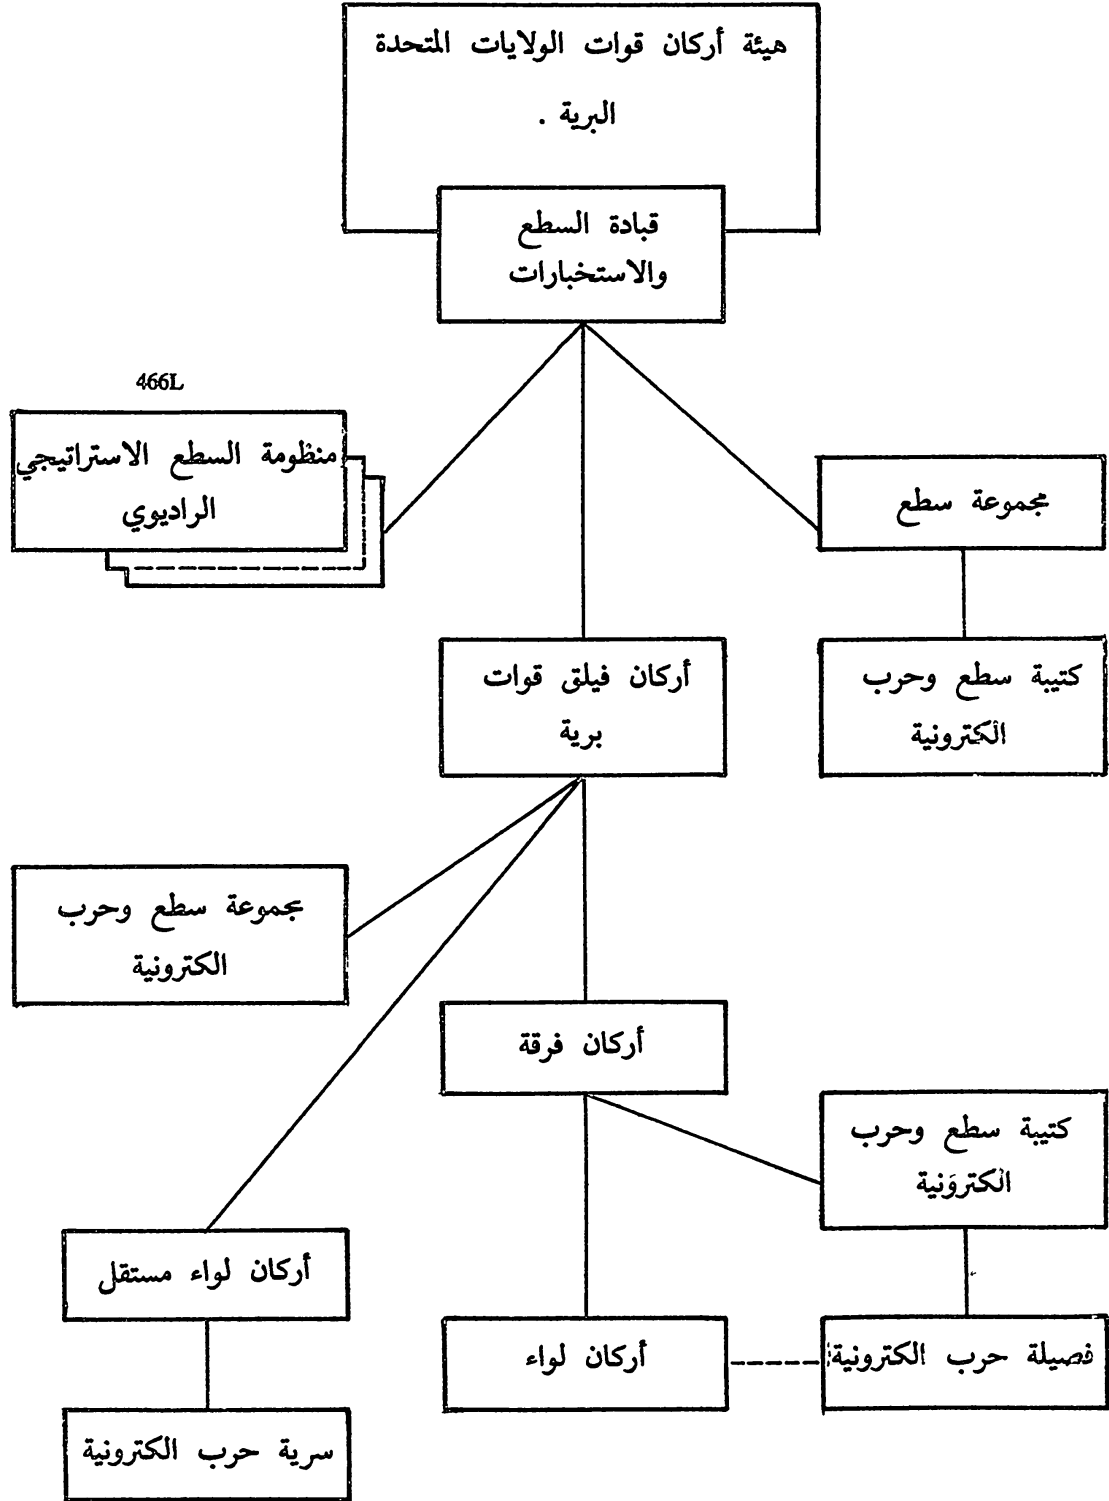 هيئة أركان قوات الولايات المتحدة
البرية .
قيادة السطع
والاستخبارات
466L
منظومة السطع الاستراتيجي
الراديوي
مجموعة سطع
كتيبة سطع وحرب
الكترونية
أركان فيلق قوات
برية
مجموعة سطع وحرب
الكترونية
أركان فرقة
كتيبة سطع وحرب
الكترونية
أركان لواء مستقل
أركان لواء
فصيلة حرب الكترونية
سرية حرب الكترونية